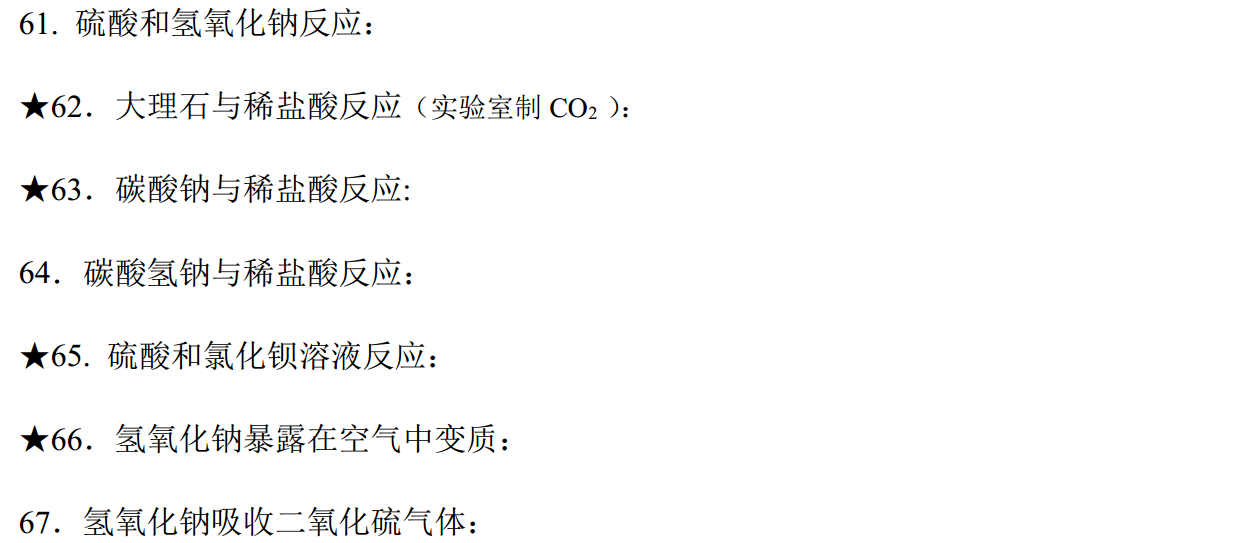 61. 硫酸和氢氧化钠反应：
★62．大理石与稀盐酸反应（实验室制 CO₂ ）：
★63．碳酸钠与稀盐酸反应:
64．碳酸氢钠与稀盐酸反应：
★65. 硫酸和氯化钡溶液反应：
★66．氢氧化钠暴露在空气中变质：
67．氢氧化钠吸收二氧化硫气体：